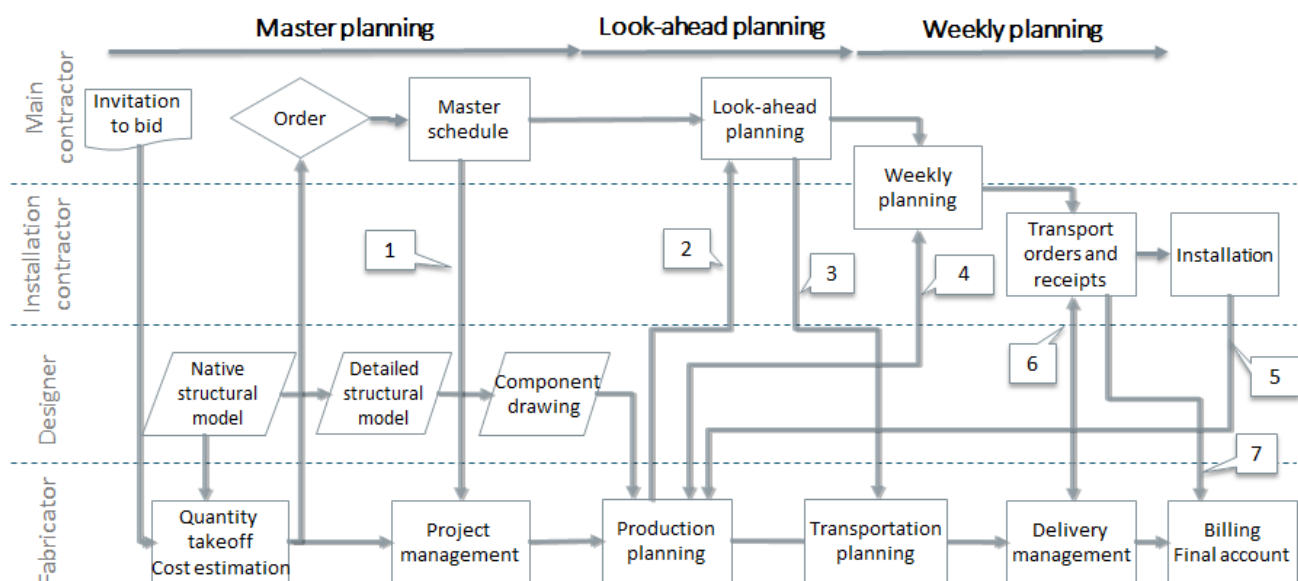 Master planning
Look-ahead planning
Weekly planning
Main
contractor
Invitation
to bid
Order
Master
schedule
Look-ahead
planning
Weekly
planning
Installation
contractor
1
2
3
4
Transport
orders and
receipts
Installation
Designer
Native
structural
model
Detailed
structural
model
Component
drawing
6
5
7
Fabricator
Quantity
takeoff
Cost estimation
Project
management
Production
planning
Transportation
planning
Delivery
management
Billing
Final account